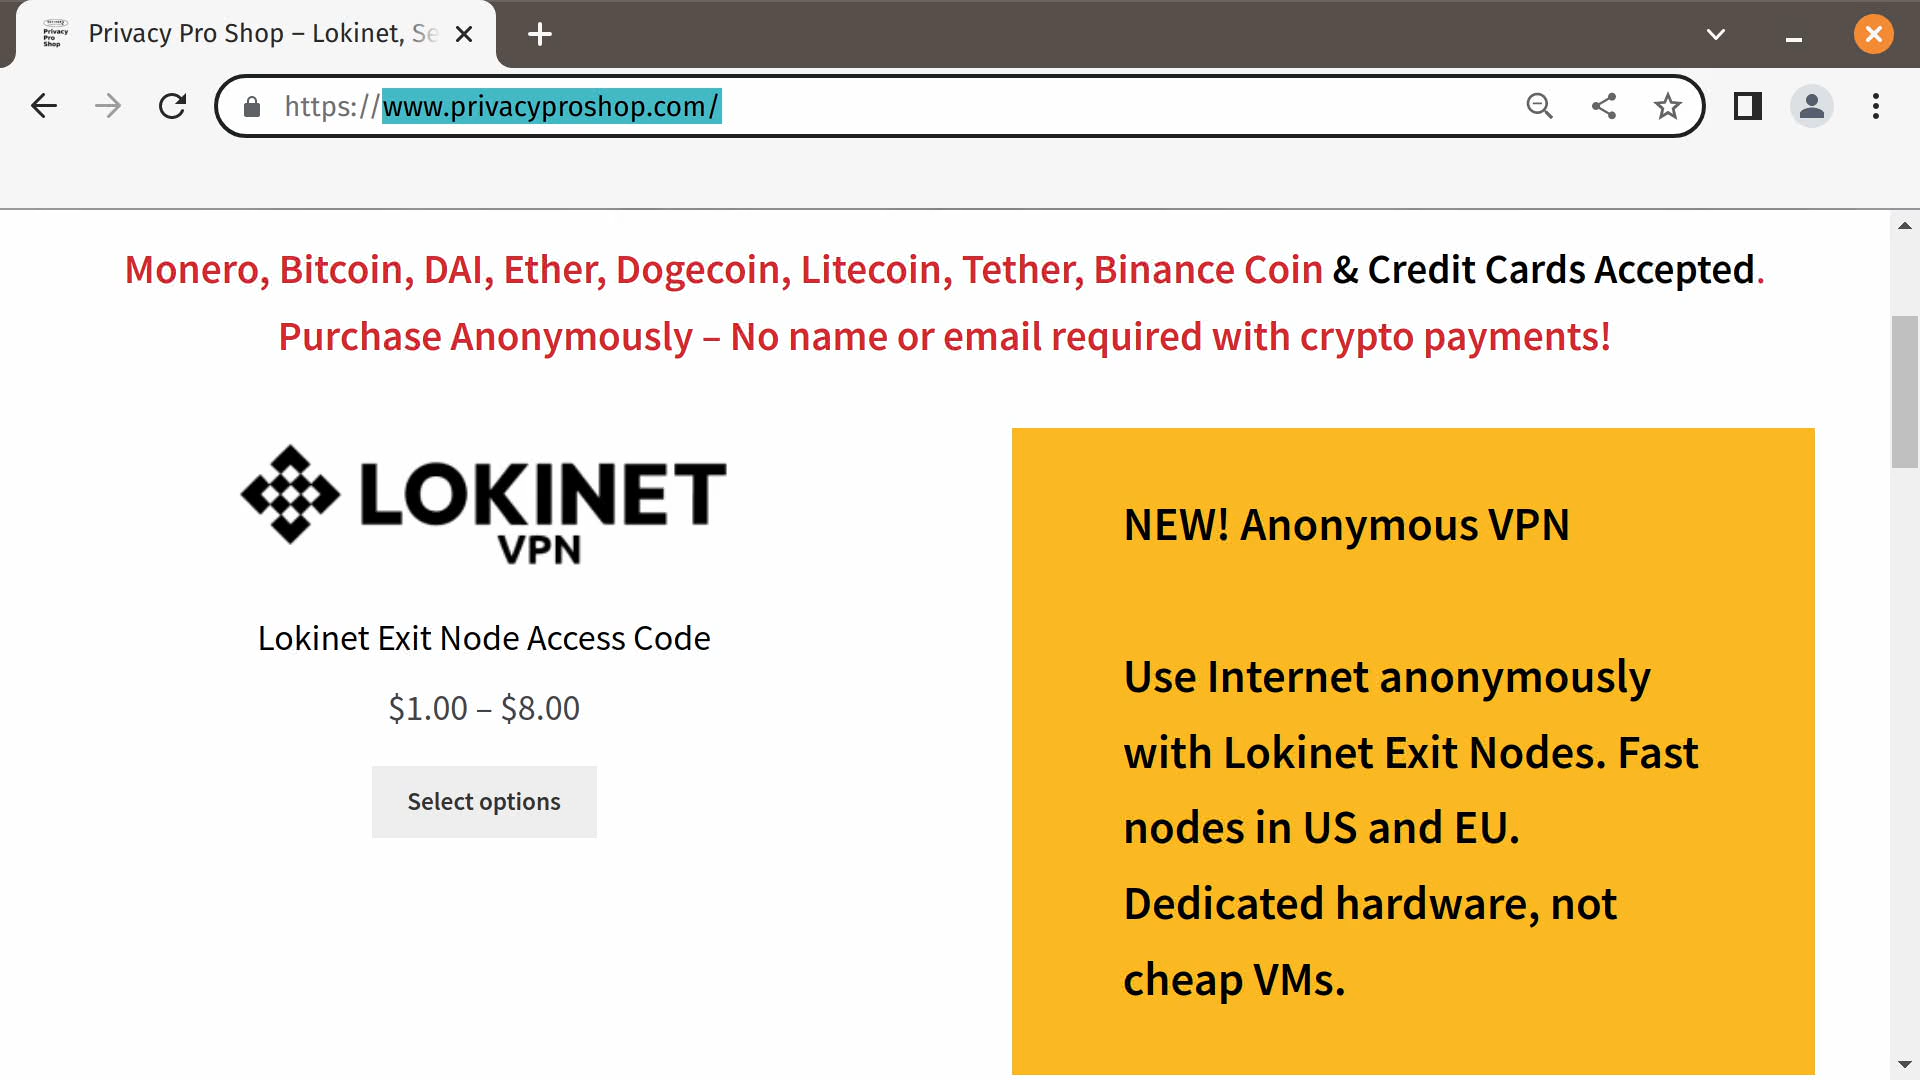 Privacy Pro Shop – Lokinet, Se
https://www.privacyproshop.com/
Monero, Bitcoin, DAI, Ether, Dogecoin, Litecoin, Tether, Binance Coin & Credit Cards Accepted.
Purchase Anonymously – No name or email required with crypto payments!
LOKINET
VPN
Lokinet Exit Node Access Code
$1.00 – $8.00
Select options
NEW! Anonymous VPN
Use Internet anonymously
with Lokinet Exit Nodes. Fast
nodes in US and EU.
Dedicated hardware, not
cheap VMs.